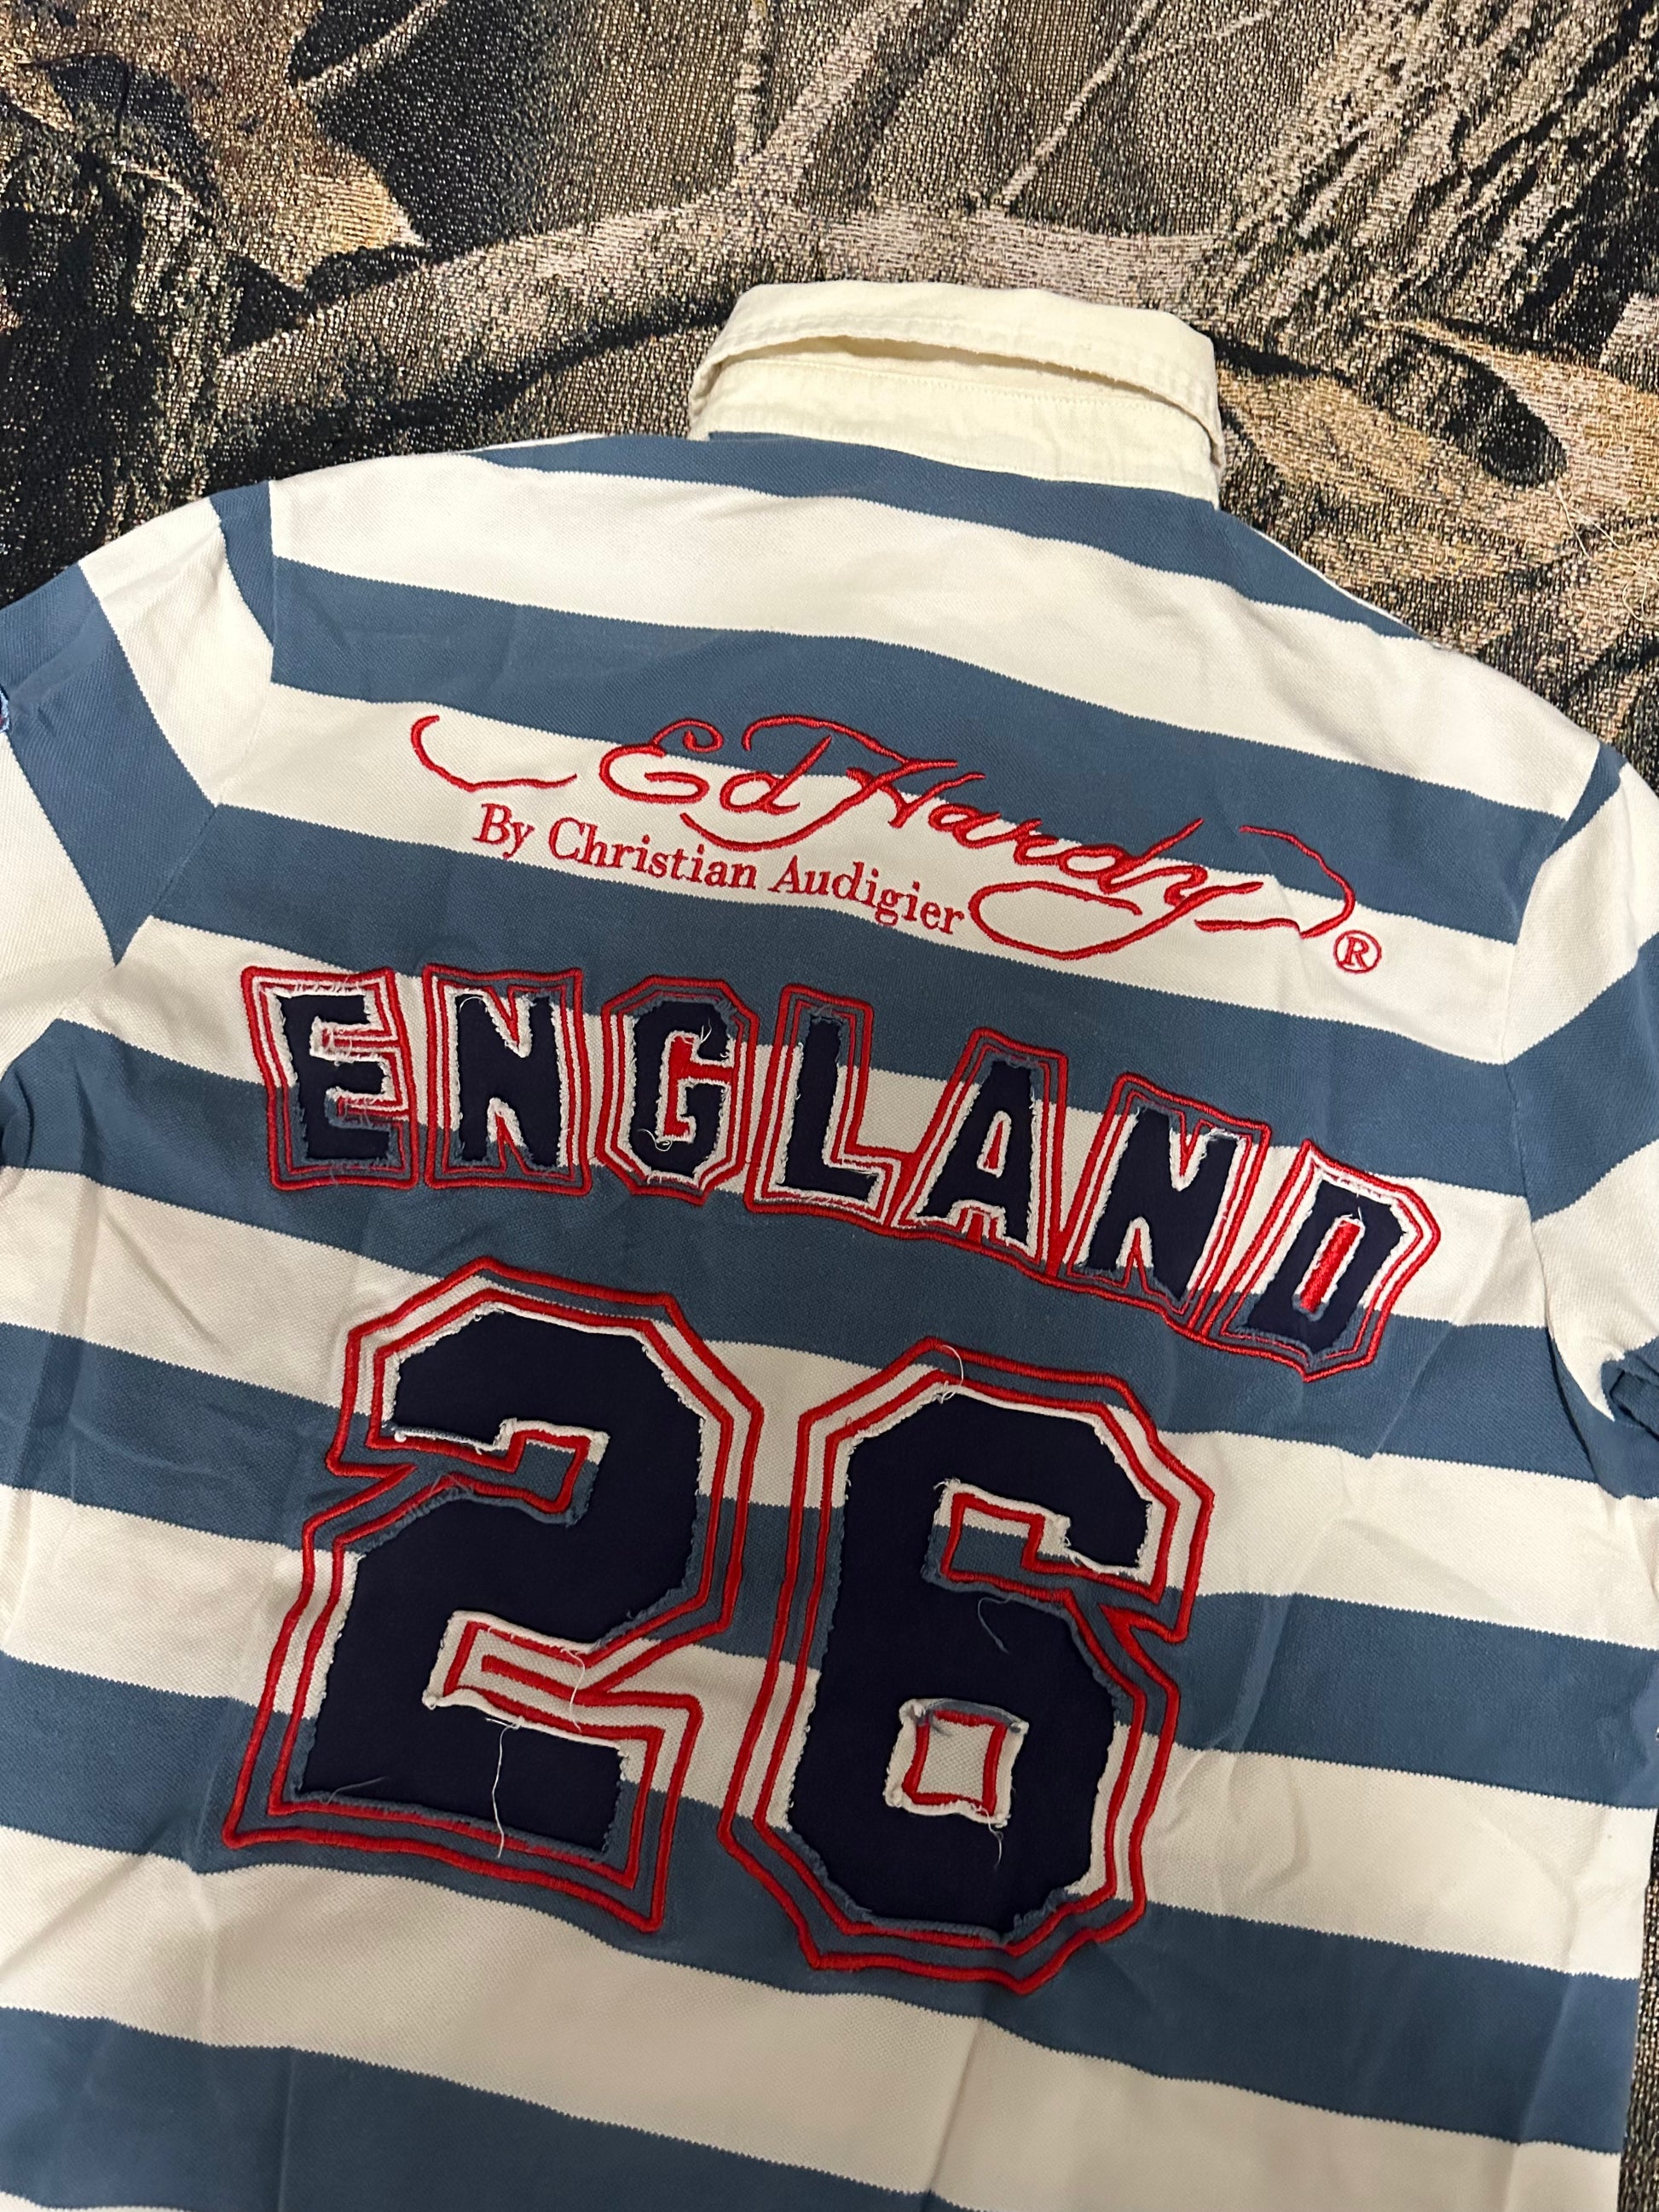 Ed Hardy
By Christian Audigier ®
ENGLAND
26